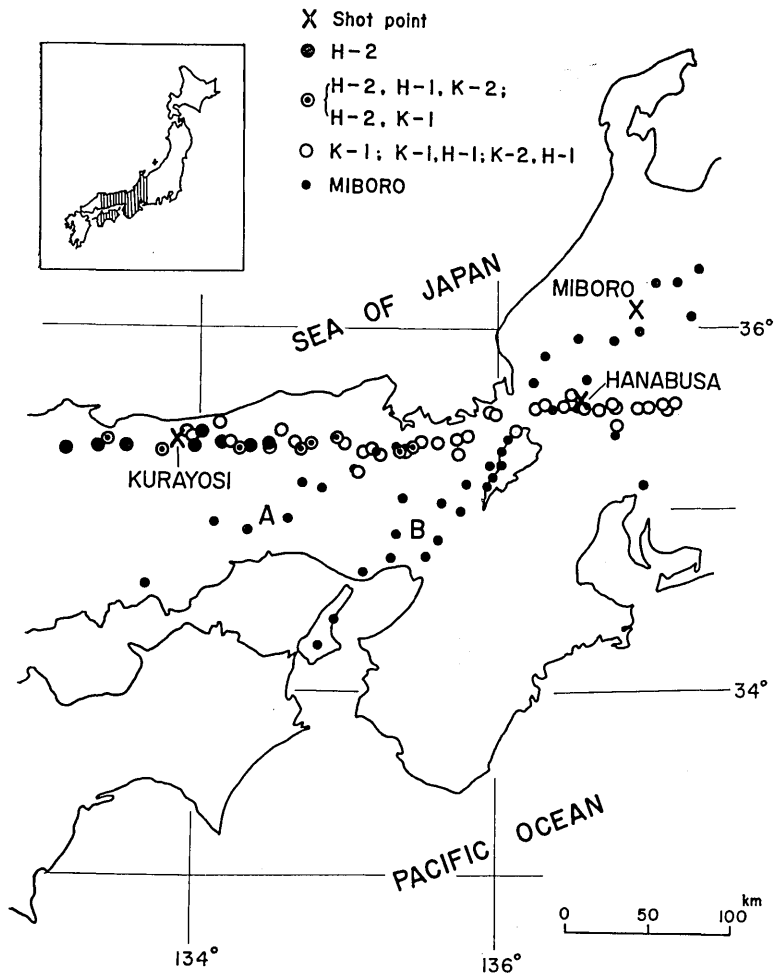 Shot point
H-2
H-2, H-1, K-2;
H-2, K-1
K-1; K-1, H-1; K-2, H-1
MIBORO
SEA OF JAPAN
MIBORO
36°
HANABUSA
KURAYOSI
A
B
34°
PACIFIC OCEAN
km
0 50 100
134°
136°